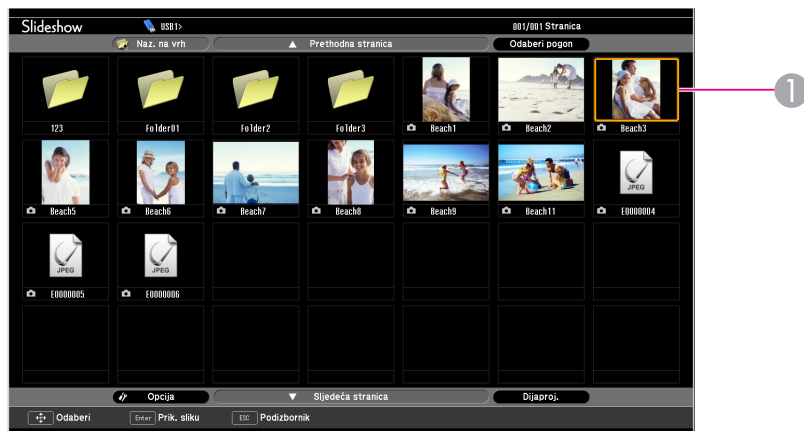 Slideshow USB1> 001/001 Stranica
Naz. na vrh ▲ Prethodna stranica Odaberi pogon
123 Folder01 Folder2 Folder3 Beach1 Beach2 Beach3
1
Beach5 Beach6 Beach7 Beach8 Beach9 Beach11 E0000004
JPEG
E0000005 E0000006
JPEG JPEG
Opcija ▼ Sljedeća stranica Dijaproj.
Odaberi Enter Prik. sliku ESC Podizbornik